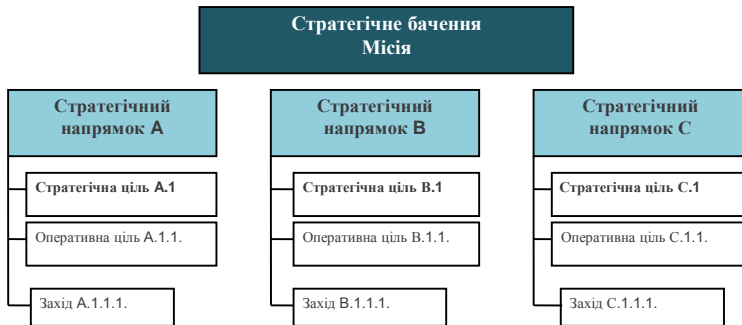 Стратегічне бачення
Місія
Стратегічний
напрямок А
Стратегічна ціль А.1
Оперативна ціль А.1.1.
Захід А.1.1.1.
Стратегічний
напрямок В
Стратегічна ціль В.1
Оперативна ціль В.1.1.
Захід В.1.1.1.
Стратегічний
напрямок С
Стратегічна ціль С.1
Оперативна ціль С.1.1.
Захід С.1.1.1.